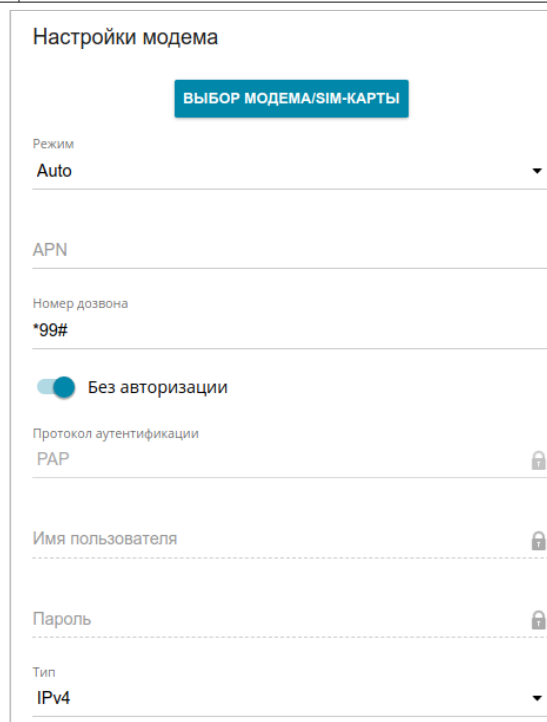 Настройки модема
ВЫБОР МОДЕМА/SIM-КАРТЫ
Режим
Auto
APN
Номер дозвона
*99#
Без авторизации
Протокол аутентификации
PAP
Имя пользователя
Пароль
Тип
IPv4